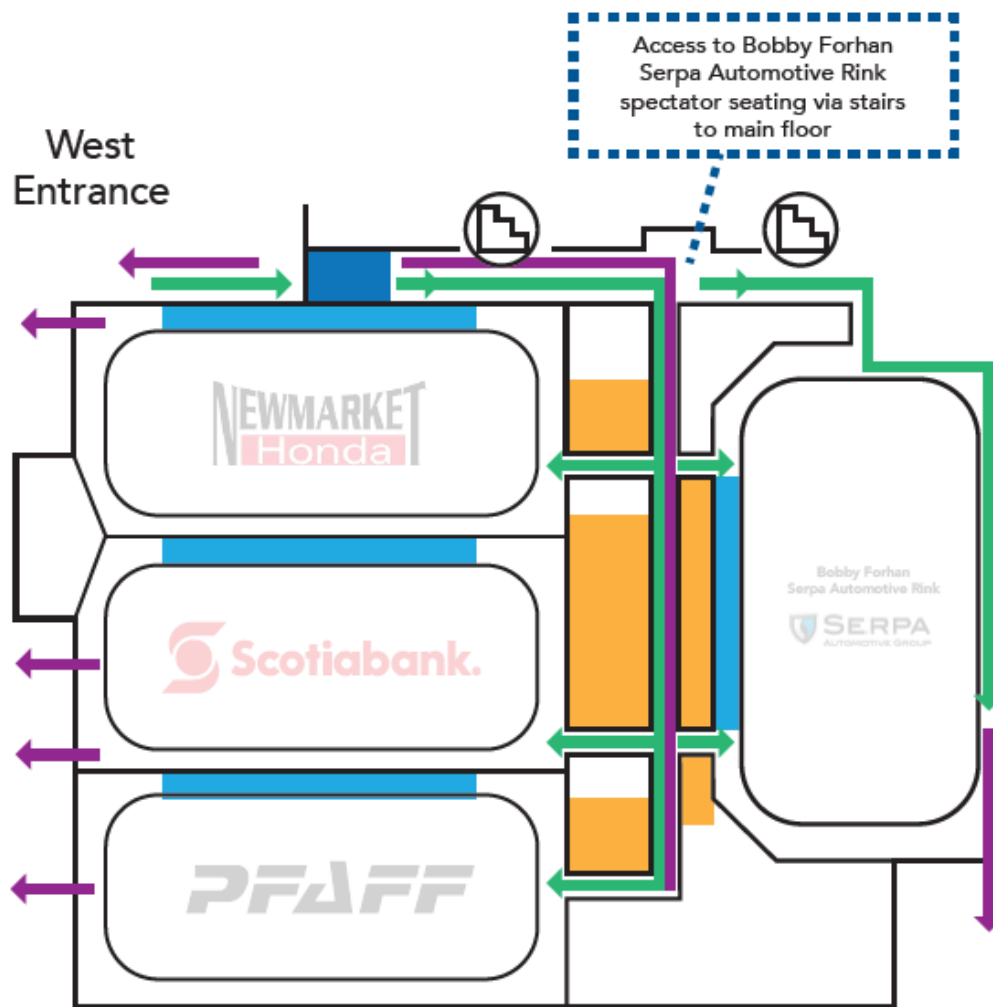 Access to Bobby Forhan
Serpa Automotive Rink
spectator seating via stairs
to main floor
West
Entrance
NEWMARKET
Honda
Bobby Forhan
Serpa Automotive Rink
SERPA
AUTOMOTIVE GROUP
Scotiabank.
PFAFF